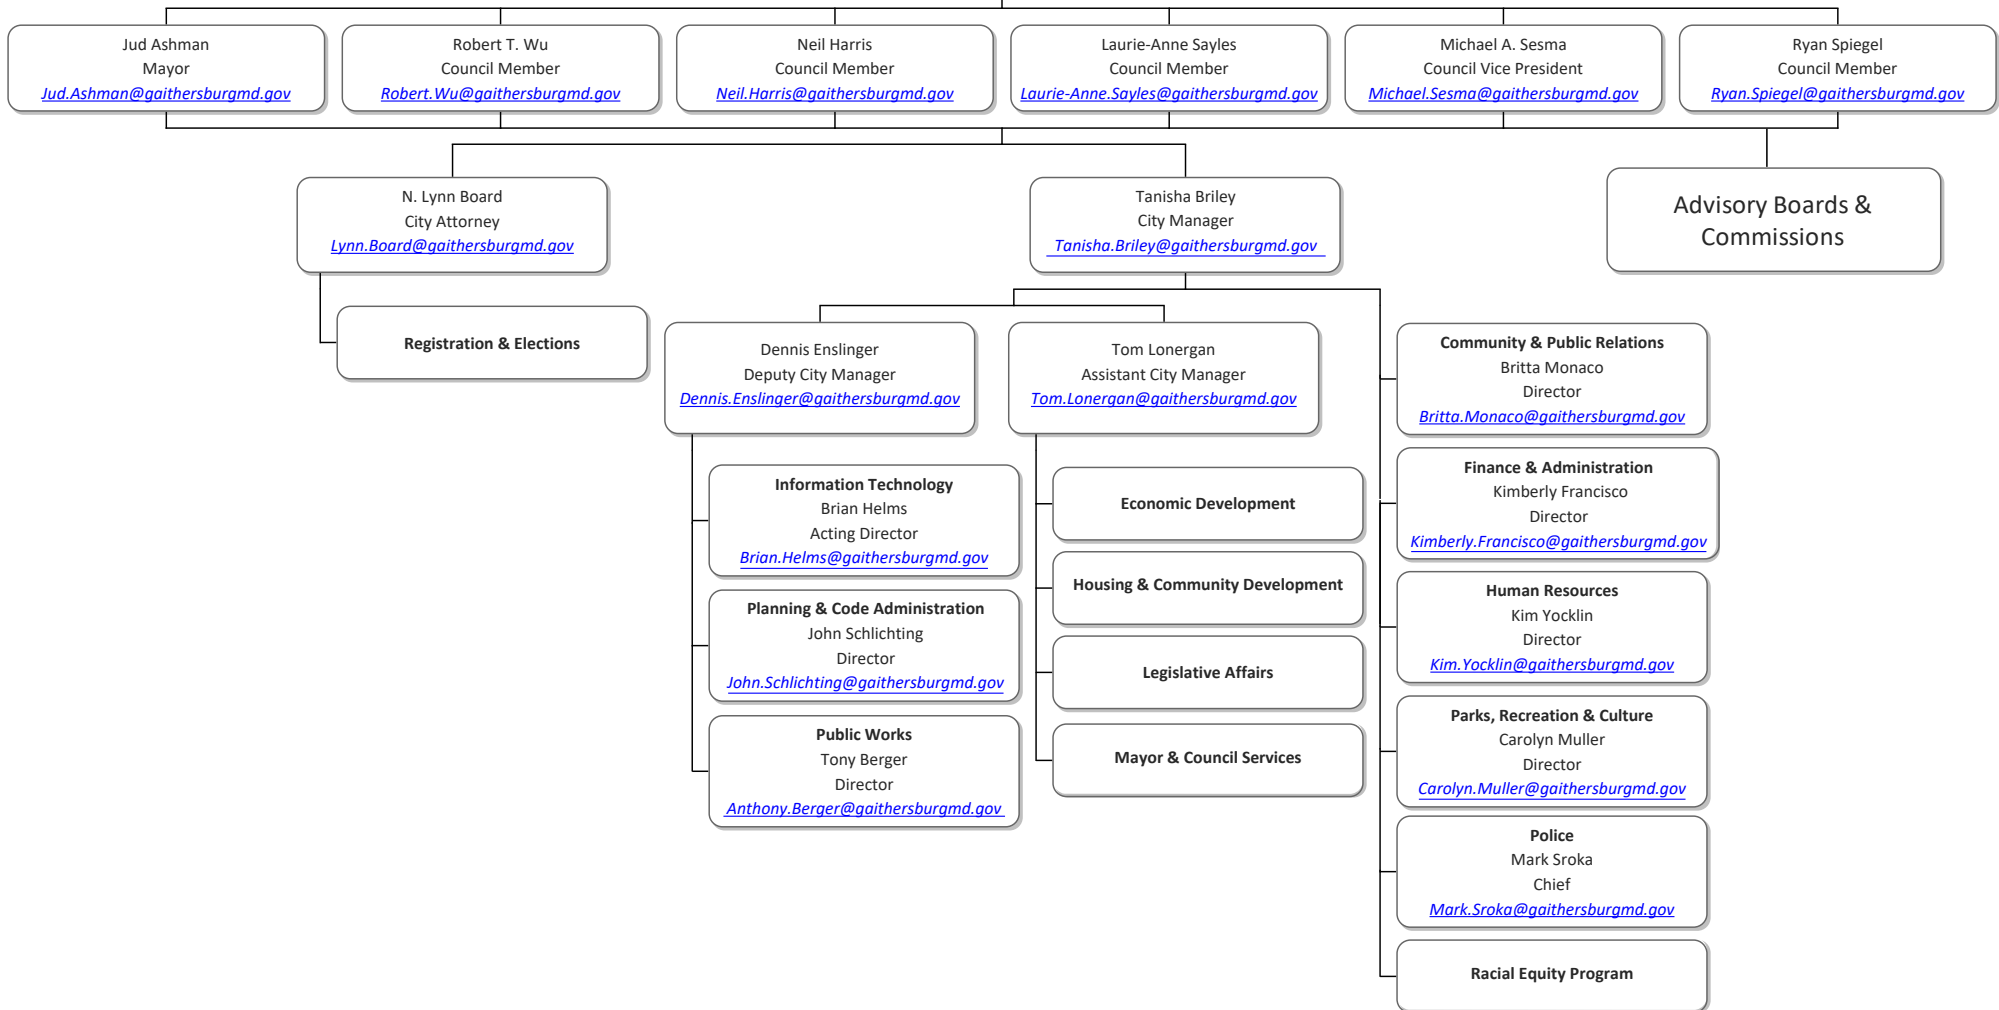 Jud Ashman
Mayor
Jud.Ashman@gaithersburgmd.gov
Robert T. Wu
Council Member
Robert.Wu@gaithersburgmd.gov
Neil Harris
Council Member
Neil.Harris@gaithersburgmd.gov
Laurie-Anne Sayles
Council Member
Laurie-Anne.Sayles@gaithersburgmd.gov
Michael A. Sesma
Council Vice President
Michael.Sesma@gaithersburgmd.gov
Ryan Spiegel
Council Member
Ryan.Spiegel@gaithersburgmd.gov
N. Lynn Board
City Attorney
Lynn.Board@gaithersburgmd.gov
Tanisha Briley
City Manager
Tanisha.Briley@gaithersburgmd.gov
Advisory Boards &
Commissions
Registration & Elections
Dennis Enslinger
Deputy City Manager
Dennis.Enslinger@gaithersburgmd.gov
Tom Lonergan
Assistant City Manager
Tom.Lonergan@gaithersburgmd.gov
Information Technology
Brian Helms
Acting Director
Brian.Helms@gaithersburgmd.gov
Planning & Code Administration
John Schlichting
Director
John.Schlichting@gaithersburgmd.gov
Public Works
Tony Berger
Director
Anthony.Berger@gaithersburgmd.gov
Economic Development
Housing & Community Development
Legislative Affairs
Mayor & Council Services
Community & Public Relations
Britta Monaco
Director
Britta.Monaco@gaithersburgmd.gov
Finance & Administration
Kimberly Francisco
Director
Kimberly.Francisco@gaithersburgmd.gov
Human Resources
Kim Yocklin
Director
Kim.Yocklin@gaithersburgmd.gov
Parks, Recreation & Culture
Carolyn Muller
Director
Carolyn.Muller@gaithersburgmd.gov
Police
Mark Sroka
Chief
Mark.Sroka@gaithersburgmd.gov
Racial Equity Program